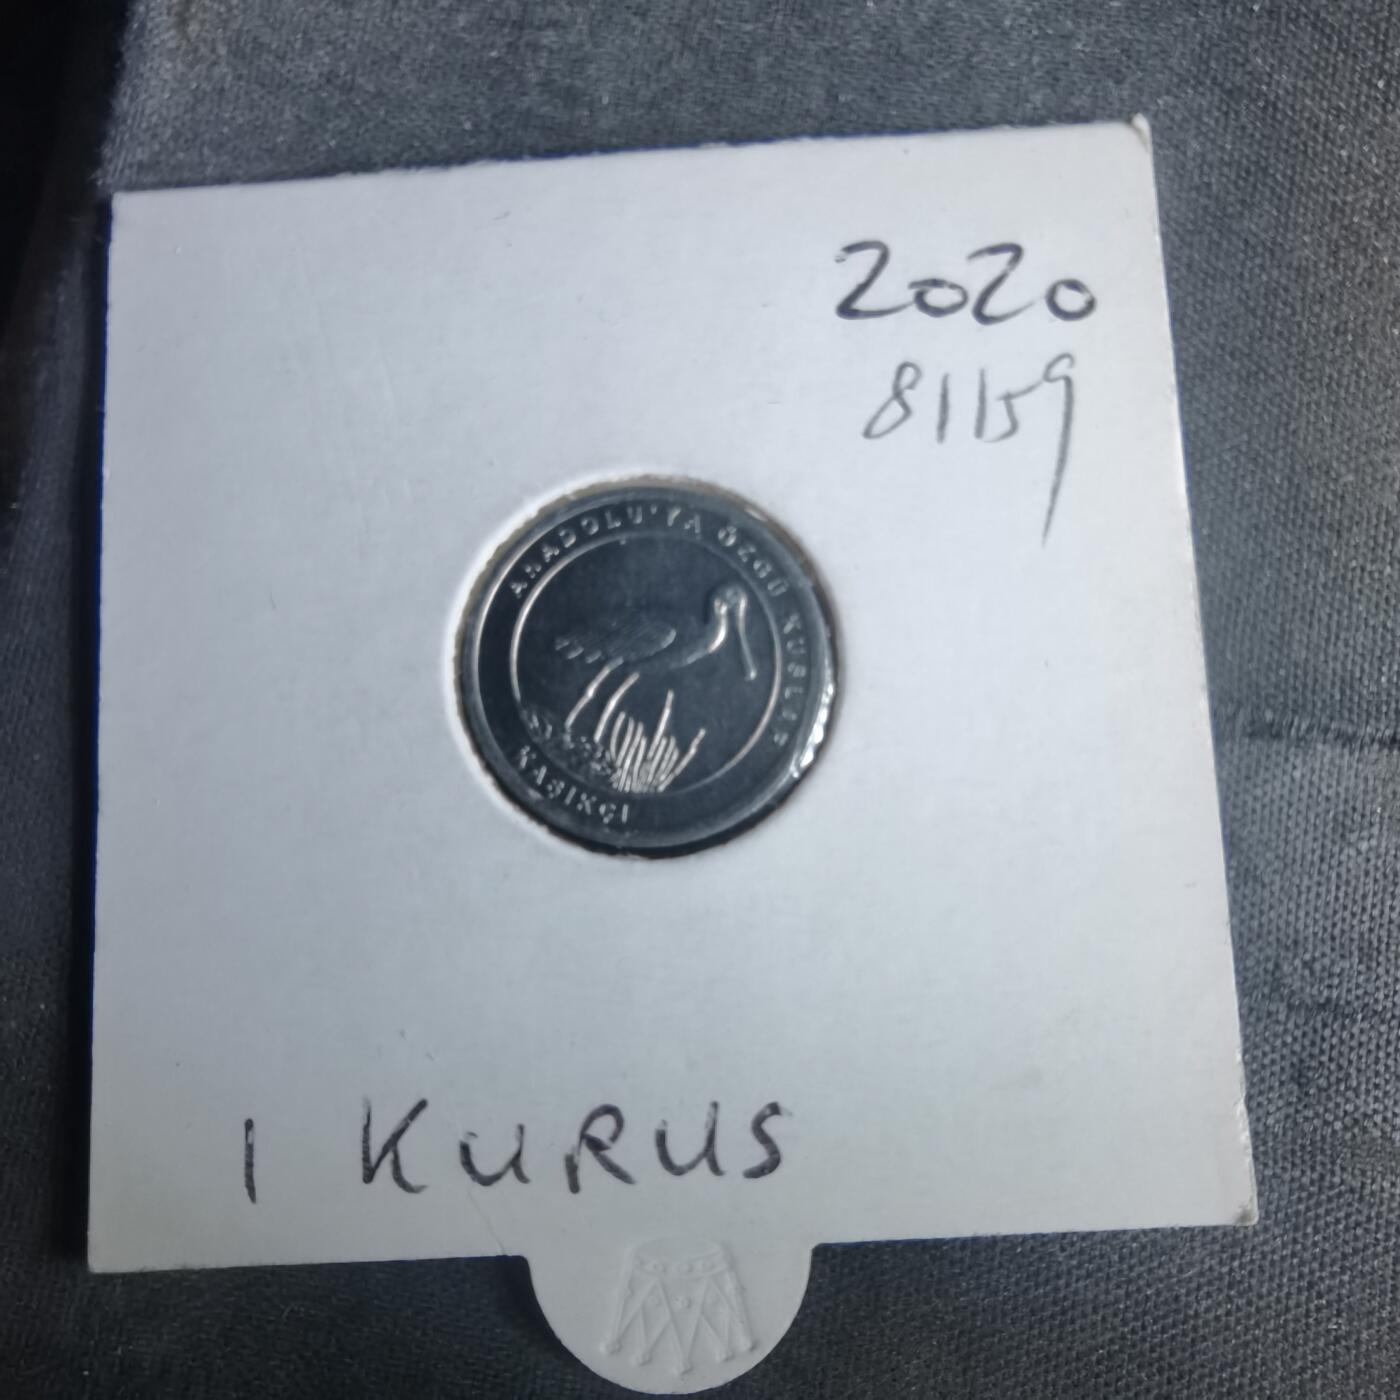 2020
81159
ANADOLU'YA ÖZGÜ KUŞLAR
KAŞIKÇI
1 KURUS